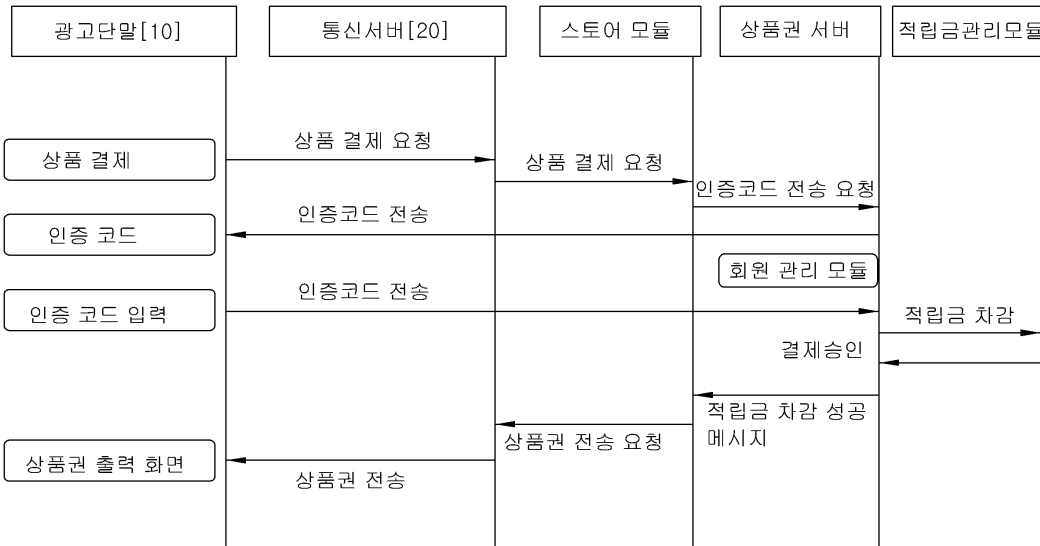 광고단말[10]
통신서버[20]
스토어 모듈
상품권 서버
적립금관리모듈
상품 결제
상품 결제 요청
상품 결제 요청
인증코드 전송 요청
인증 코드
인증코드 전송
회원 관리 모듈
인증 코드 입력
인증코드 전송
적립금 차감
결제승인
적립금 차감 성공
메시지
상품권 전송 요청
상품권 출력 화면
상품권 전송